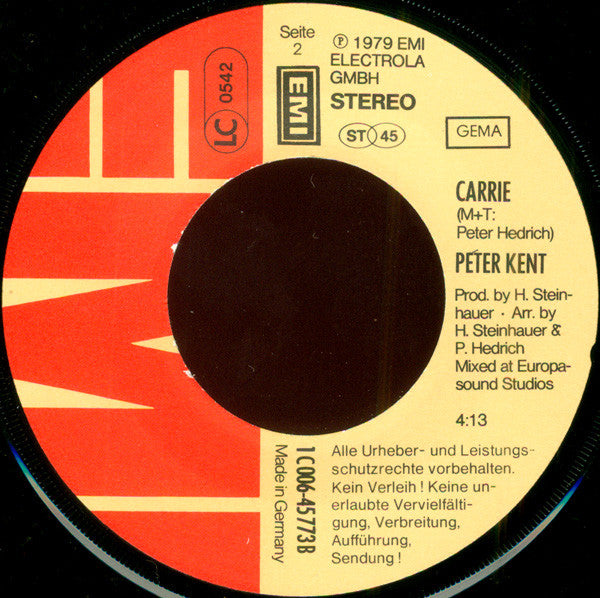 Seite
2
℗ 1979 EMI
ELECTROLA
GMBH
STEREO
ST 45
LC 0542
EMI
GEMA
CARRIE
(M+T:
Peter Hedrich)
PETER KENT
Prod. by H. Stein-
hauer · Arr. by
H. Steinhauer &
P. Hedrich
Mixed at Europa-
sound Studios
4:13
1 C 006-45 773 B
Made in Germany
Alle Urheber- und Leistungs-
schutzrechte vorbehalten.
Kein Verleih! Keine un-
erlaubte Vervielfälti-
gung, Verbreitung,
Aufführung,
Sendung!
EMI